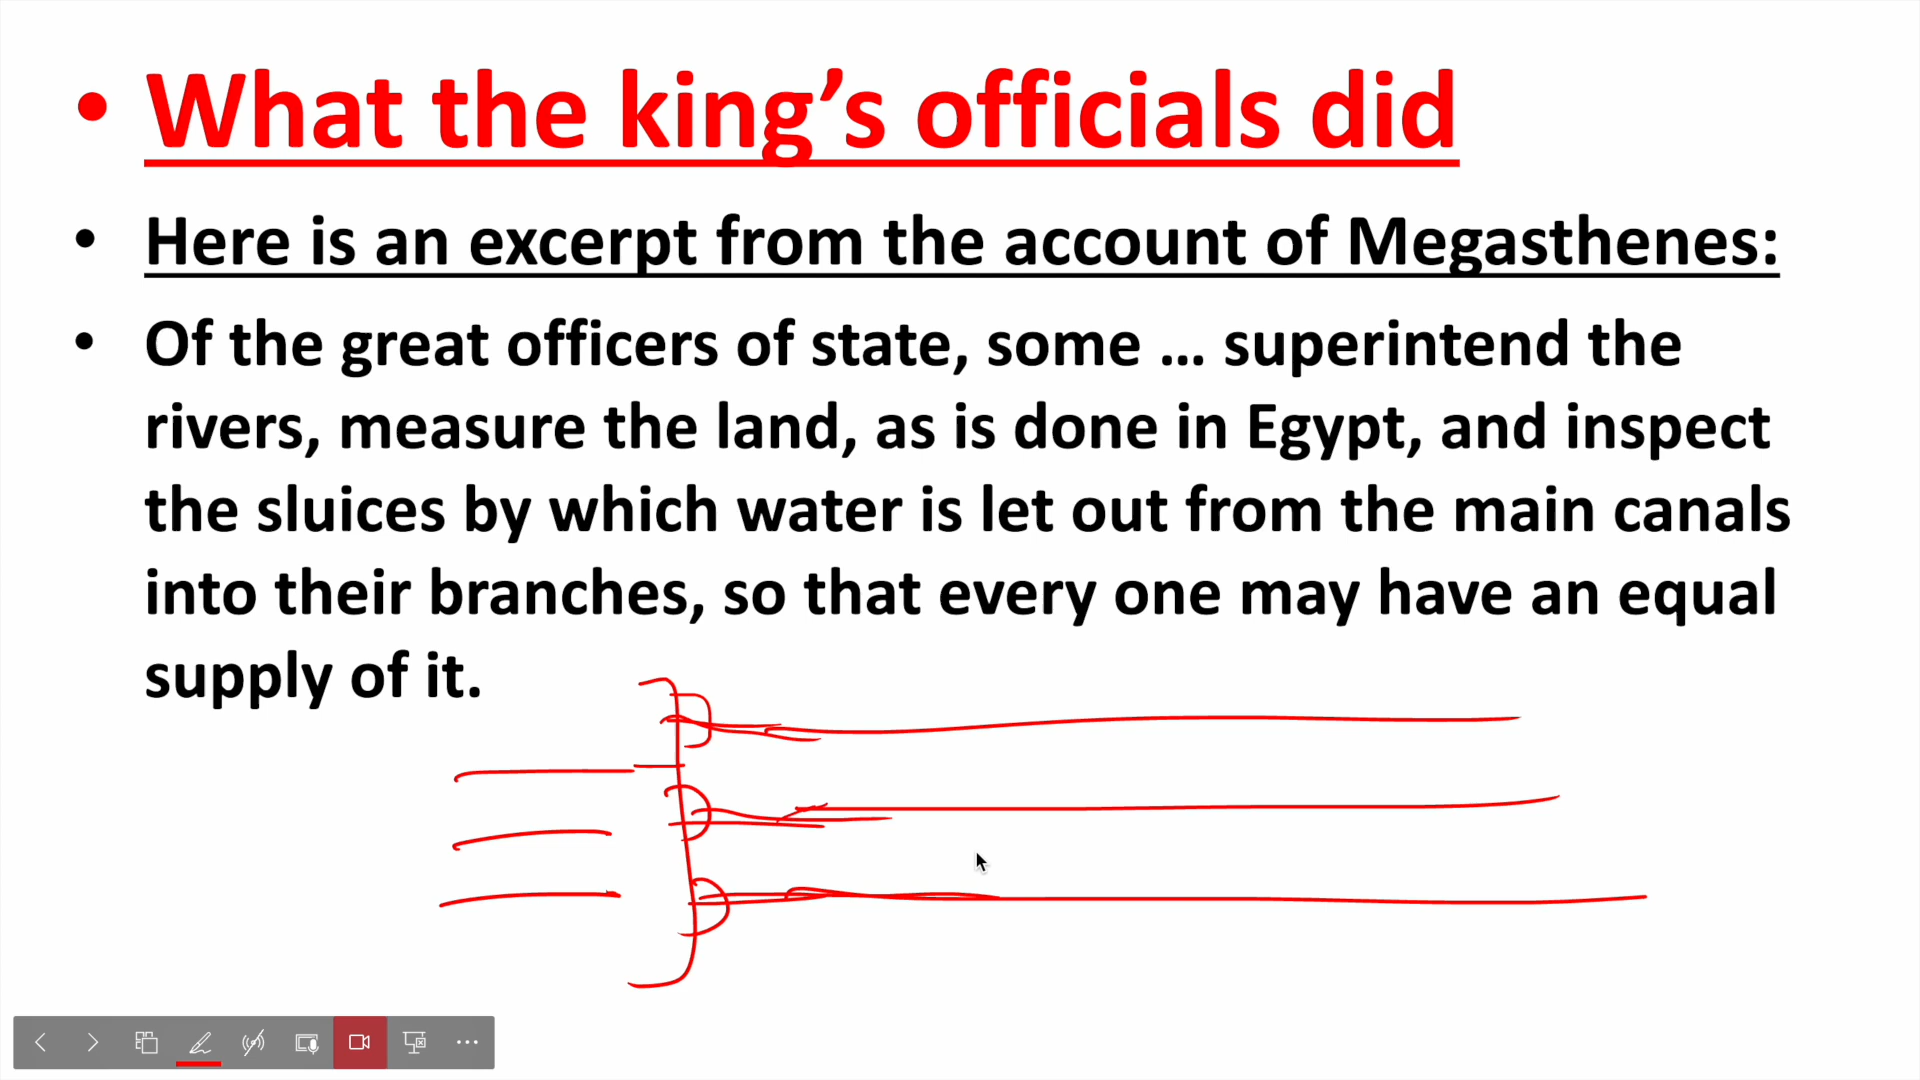 • What the king’s officials did
• Here is an excerpt from the account of Megasthenes:
• Of the great officers of state, some … superintend the
rivers, measure the land, as is done in Egypt, and inspect
the sluices by which water is let out from the main canals
into their branches, so that every one may have an equal
supply of it.